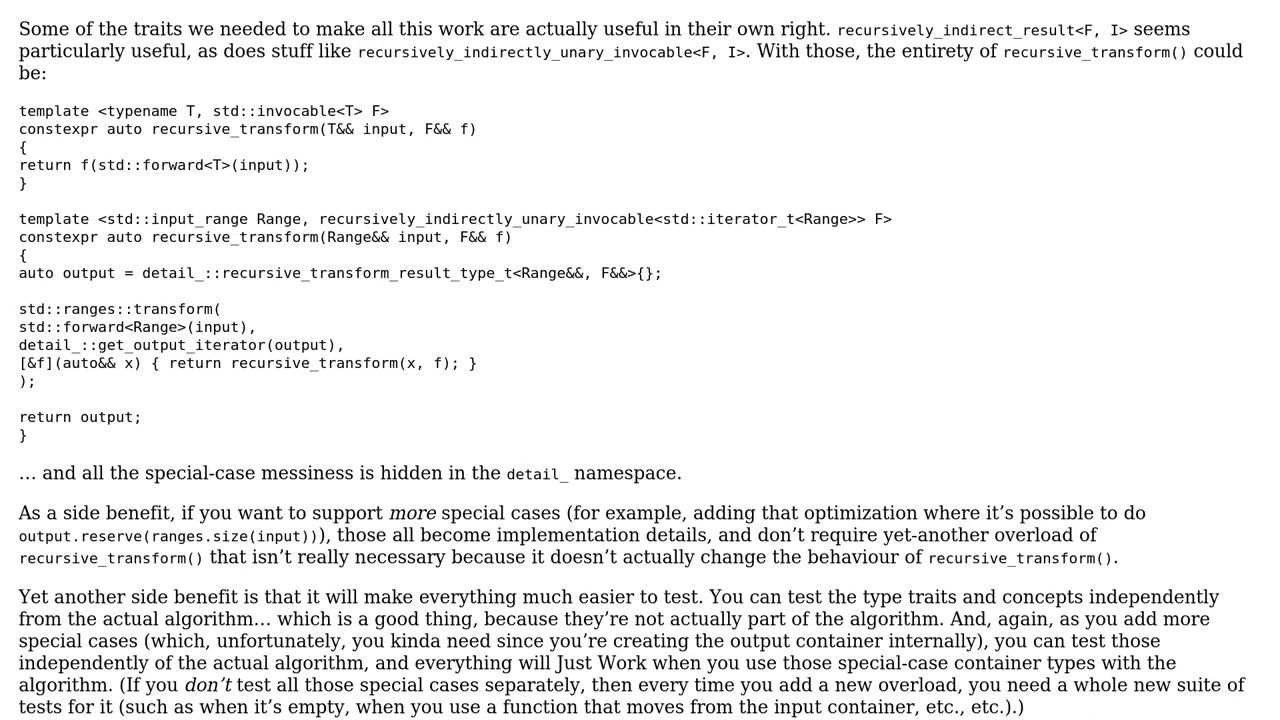 Some of the traits we needed to make all this work are actually useful in their own right. recursively_indirect_result<F, I> seems
particularly useful, as does stuff like recursively_indirectly_unary_invocable<F, I>. With those, the entirety of recursive_transform() could
be:
template <typename T, std::invocable<T> F>
constexpr auto recursive_transform(T&& input, F&& f)
{
return f(std::forward<T>(input));
}
template <std::input_range Range, recursively_indirectly_unary_invocable<std::iterator_t<Range>> F>
constexpr auto recursive_transform(Range&& input, F&& f)
{
auto output = detail_::recursive_transform_result_type_t<Range&&, F&&>{};
std::ranges::transform(
std::forward<Range>(input),
detail_::get_output_iterator(output),
[&f](auto&& x) { return recursive_transform(x, f); }
);
return output;
}
… and all the special-case messiness is hidden in the detail_ namespace.
As a side benefit, if you want to support more special cases (for example, adding that optimization where it’s possible to do
output.reserve(ranges.size(input))), those all become implementation details, and don’t require yet-another overload of
recursive_transform() that isn’t really necessary because it doesn’t actually change the behaviour of recursive_transform().
Yet another side benefit is that it will make everything much easier to test. You can test the type traits and concepts independently
from the actual algorithm… which is a good thing, because they’re not actually part of the algorithm. And, again, as you add more
special cases (which, unfortunately, you kinda need since you’re creating the output container internally), you can test those
independently of the actual algorithm, and everything will Just Work when you use those special-case container types with the
algorithm. (If you don’t test all those special cases separately, then every time you add a new overload, you need a whole new suite of
tests for it (such as when it’s empty, when you use a function that moves from the input container, etc., etc.).)